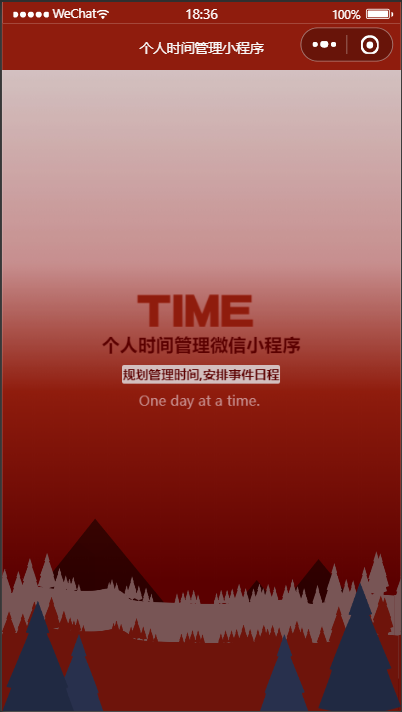 WeChat 18:36 100%
个人时间管理小程序
TIME
个人时间管理微信小程序
规划管理时间,安排事件日程
One day at a time.